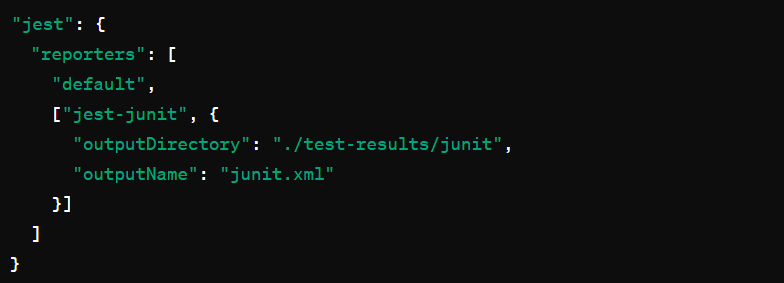 "jest": {
  "reporters": [
    "default",
    ["jest-junit", {
      "outputDirectory": "./test-results/junit",
      "outputName": "junit.xml"
    }]
  ]
}